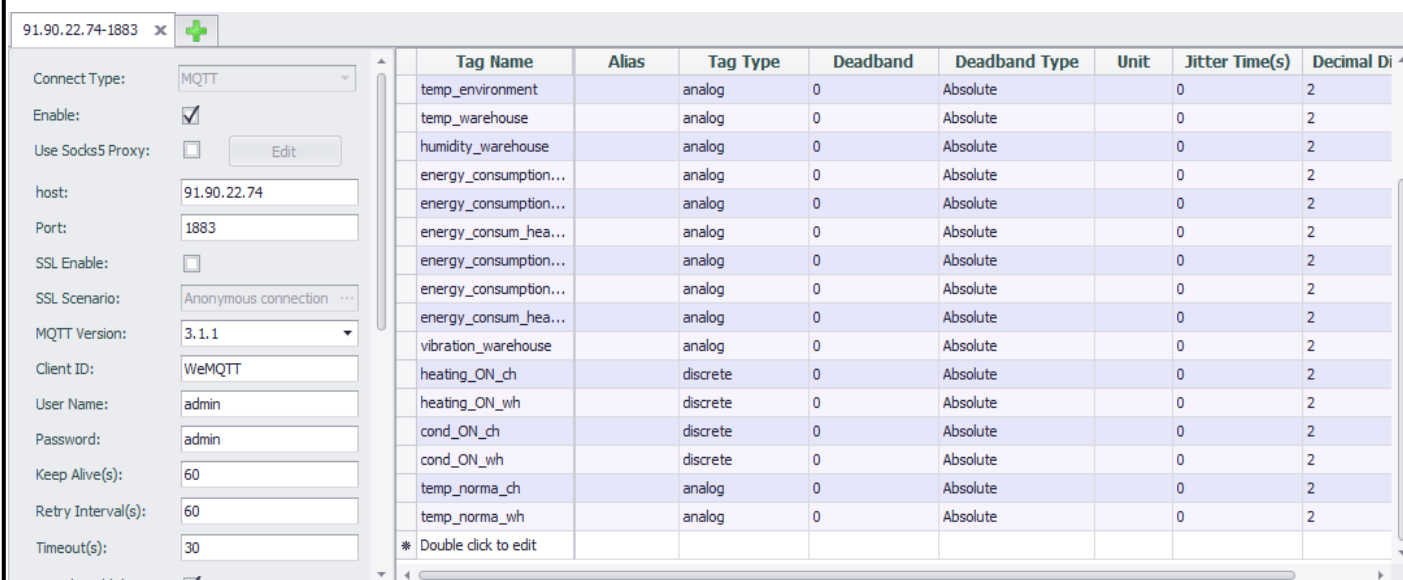 91.90.22.74-1883
Connect Type: MQTT
Enable:
Use Socks5 Proxy: Edit
host: 91.90.22.74
Port: 1883
SSL Enable:
SSL Scenario: Anonymous connection ...
MQTT Version: 3.1.1
Client ID: WeMQTT
User Name: admin
Password: admin
Keep Alive(s): 60
Retry Interval(s): 60
Timeout(s): 30
Tag Name Alias Tag Type Deadband Deadband Type Unit Jitter Time(s) Decimal Di
temp_environment analog 0 Absolute 0 2
temp_warehouse analog 0 Absolute 0 2
humidity_warehouse analog 0 Absolute 0 2
energy_consumption... analog 0 Absolute 0 2
energy_consumption... analog 0 Absolute 0 2
energy_consum_hea... analog 0 Absolute 0 2
energy_consumption... analog 0 Absolute 0 2
energy_consumption... analog 0 Absolute 0 2
energy_consum_hea... analog 0 Absolute 0 2
vibration_warehouse analog 0 Absolute 0 2
heating_ON_ch discrete 0 Absolute 0 2
heating_ON_wh discrete 0 Absolute 0 2
cond_ON_ch discrete 0 Absolute 0 2
cond_ON_wh discrete 0 Absolute 0 2
temp_norma_ch analog 0 Absolute 0 2
temp_norma_wh analog 0 Absolute 0 2
Double click to edit